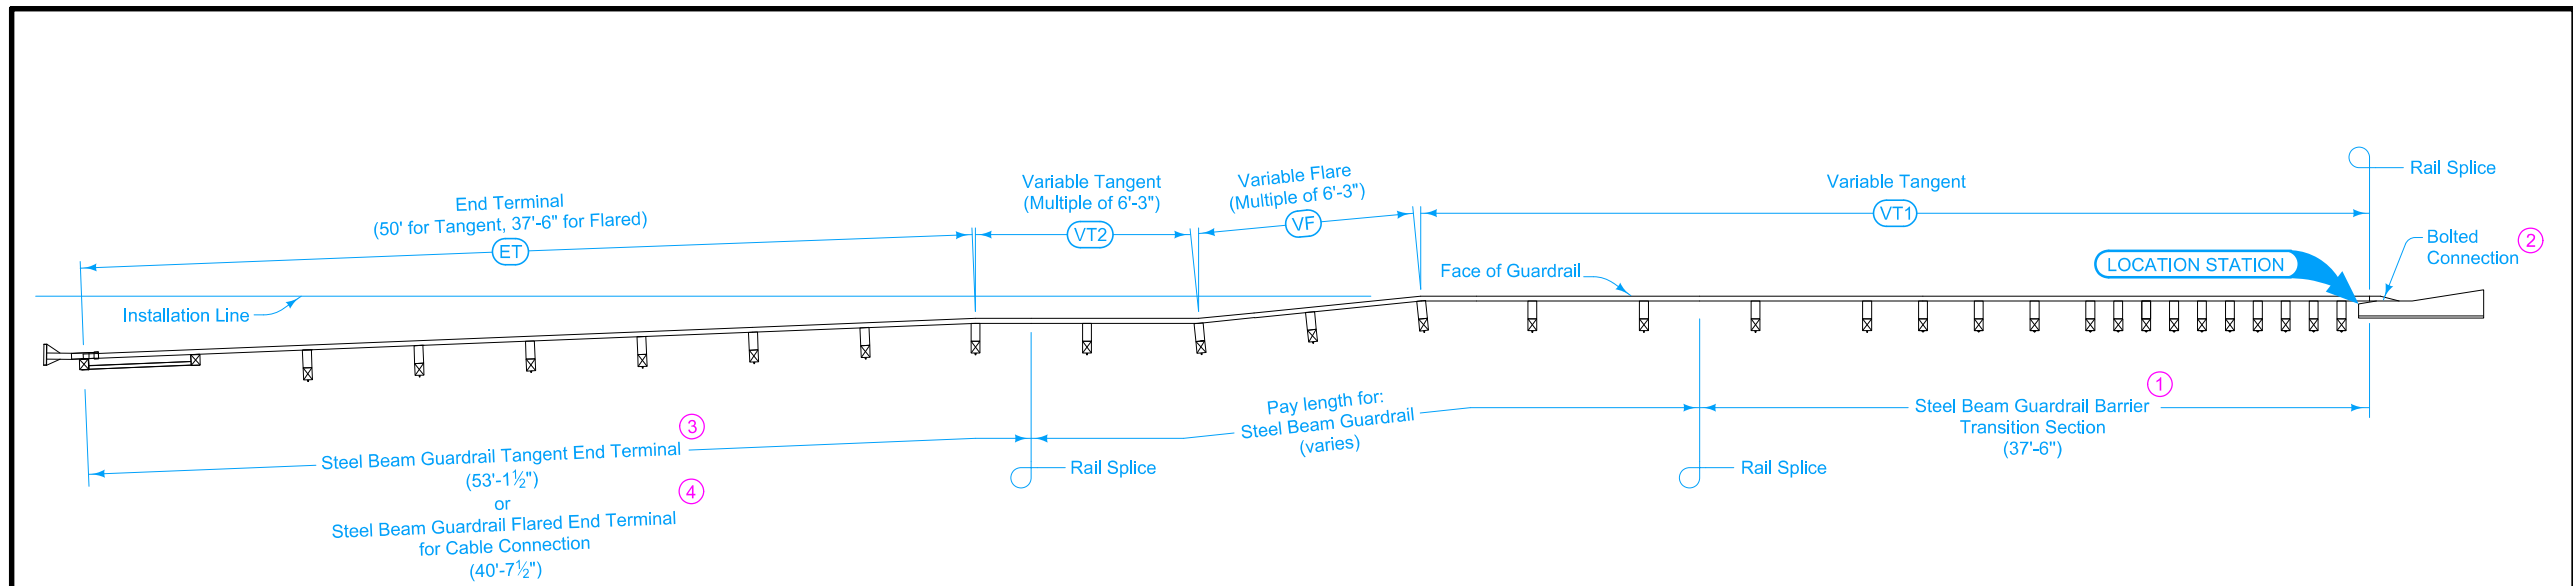 End Terminal
(50' for Tangent, 37'-6" for Flared)
ET
Variable Tangent
(Multiple of 6'-3")
VT2
Variable Flare
(Multiple of 6'-3")
VF
Variable Tangent
VT1
Rail Splice
Bolted
Connection
2
LOCATION STATION
Face of Guardrail
Installation Line
Steel Beam Guardrail Tangent End Terminal
3
(53'-1½")
or
Steel Beam Guardrail Flared End Terminal
4
for Cable Connection
(40'-7½")
Rail Splice
Pay length for:
Steel Beam Guardrail
(varies)
Rail Splice
1
Steel Beam Guardrail Barrier
Transition Section
(37'-6")